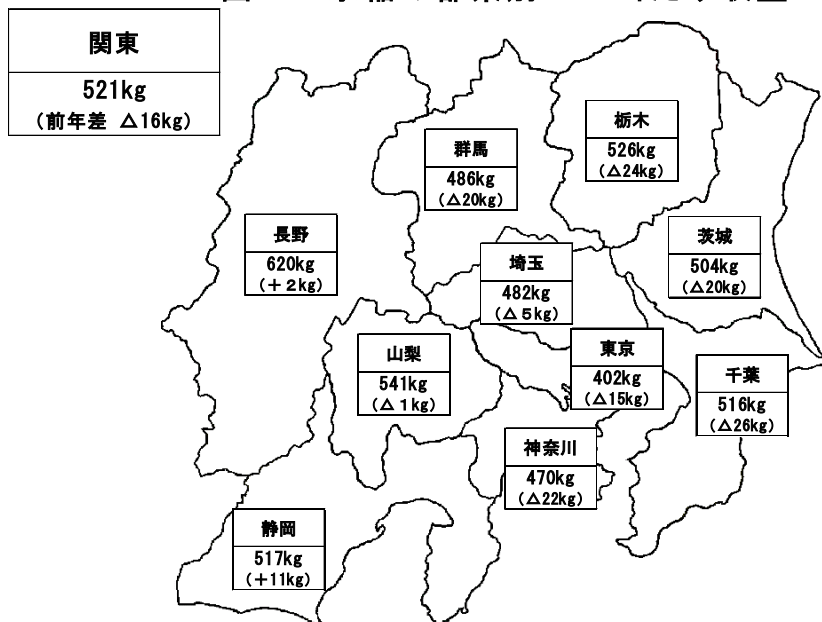 関東
521kg
(前年差 △16kg)
栃木
526kg
(△24kg)
群馬
486kg
(△20kg)
長野
620kg
(＋2kg)
茨城
504kg
(△20kg)
埼玉
482kg
(△5kg)
山梨
541kg
(△1kg)
東京
402kg
(△15kg)
千葉
516kg
(△26kg)
神奈川
470kg
(△22kg)
静岡
517kg
(＋11kg)